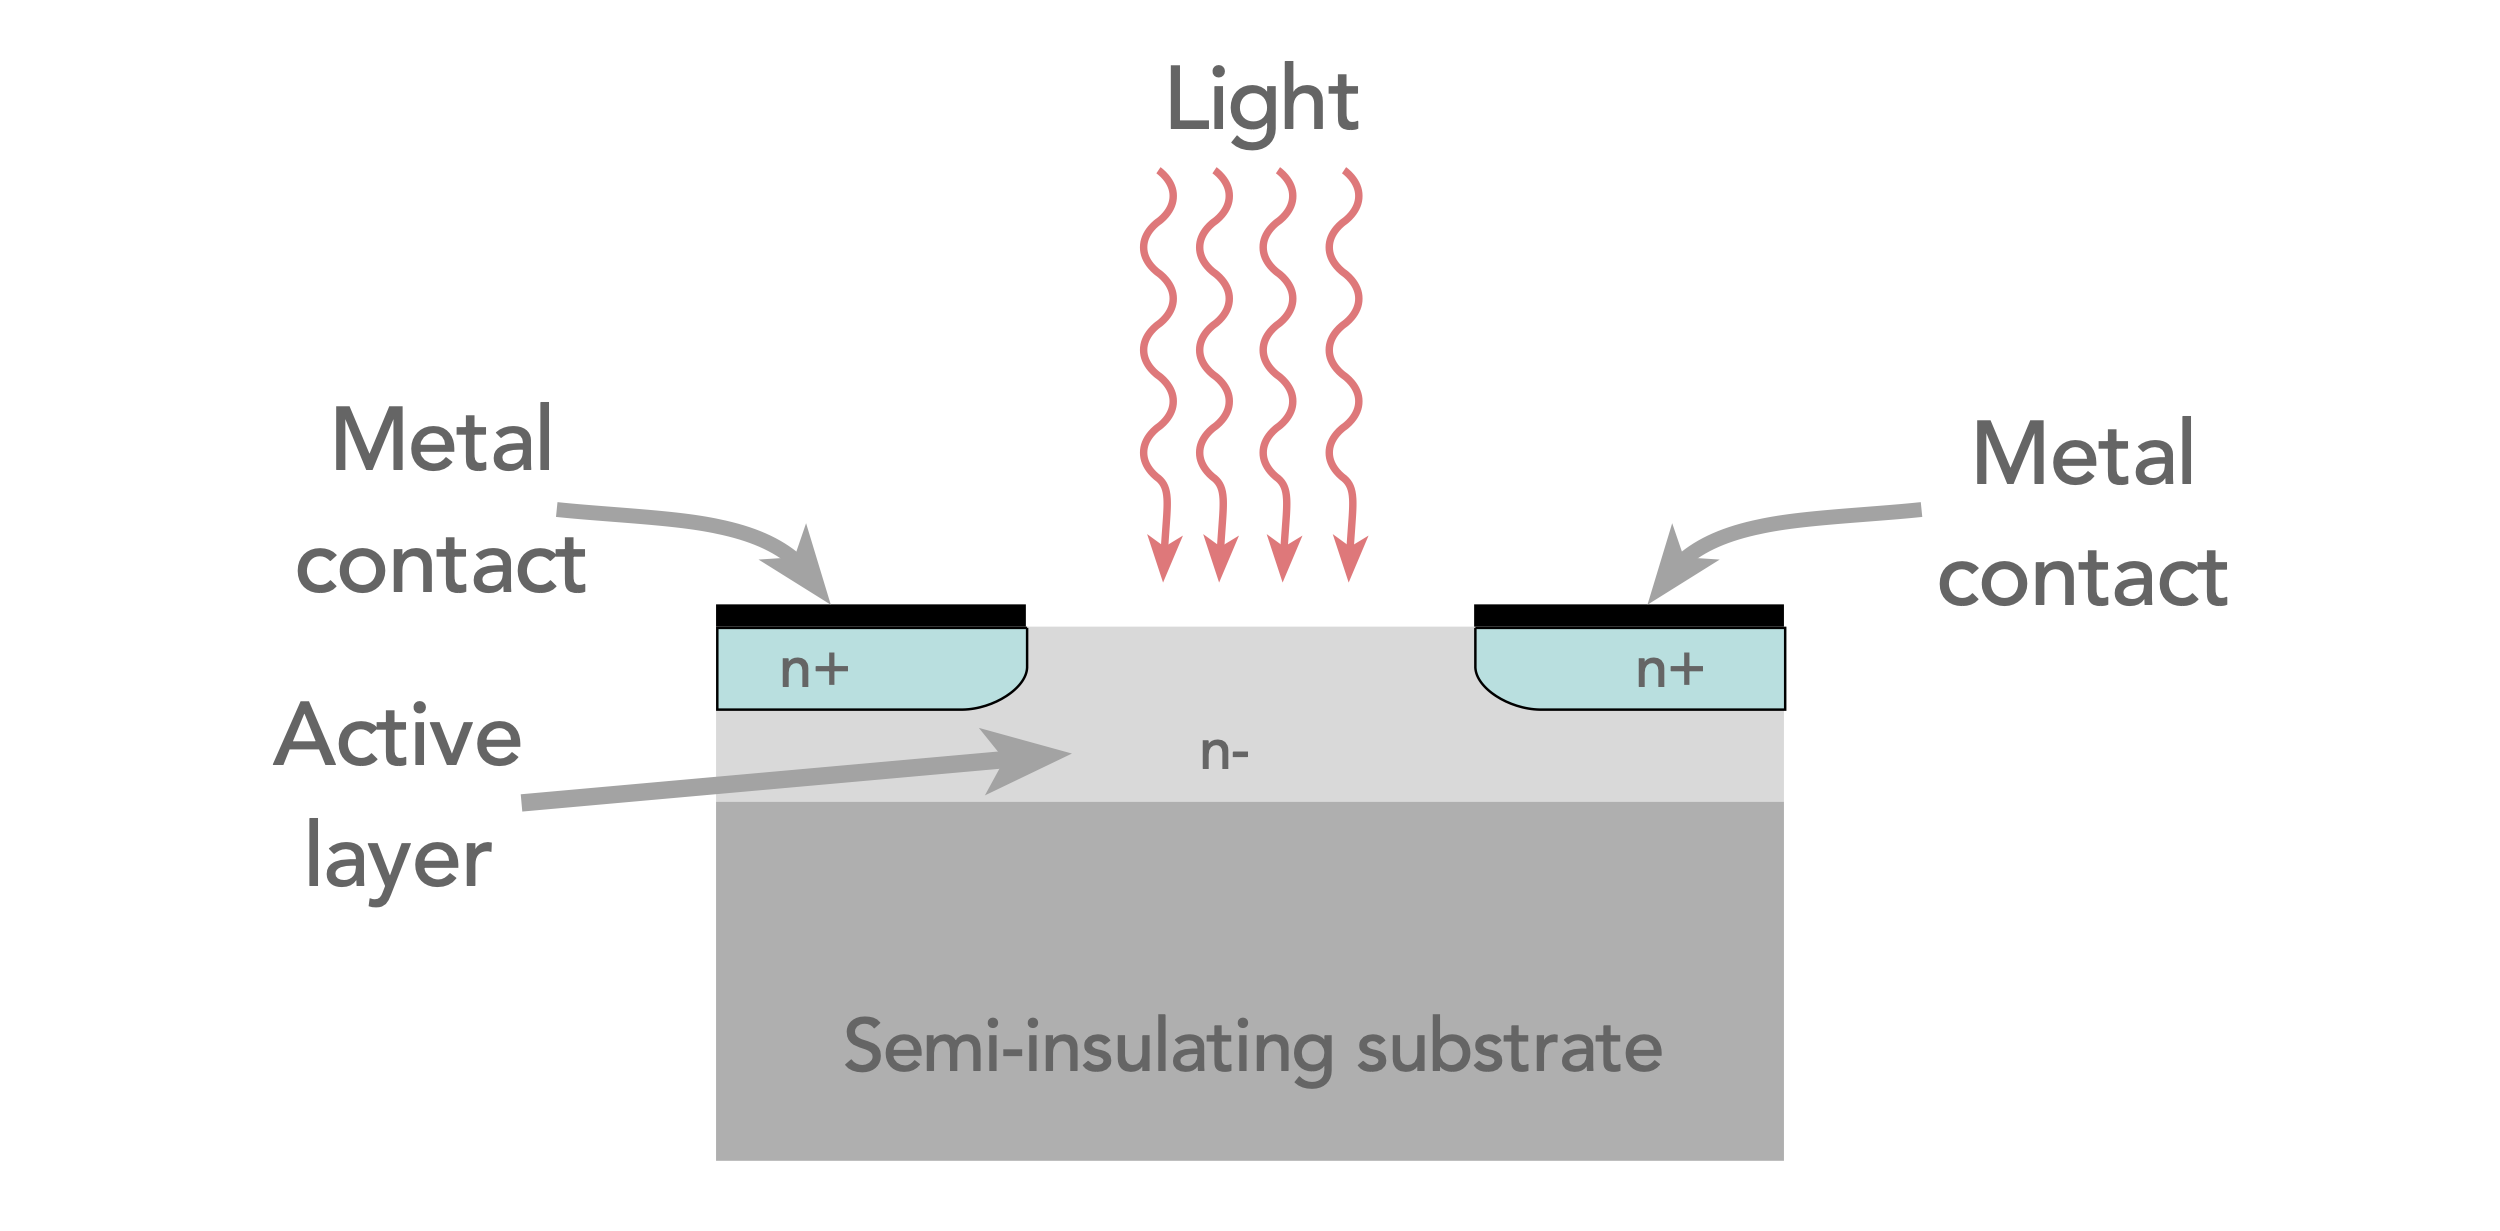 Light
Metal
contact
Metal
contact
n+
n+
Active
layer
n-
Semi-insulating substrate